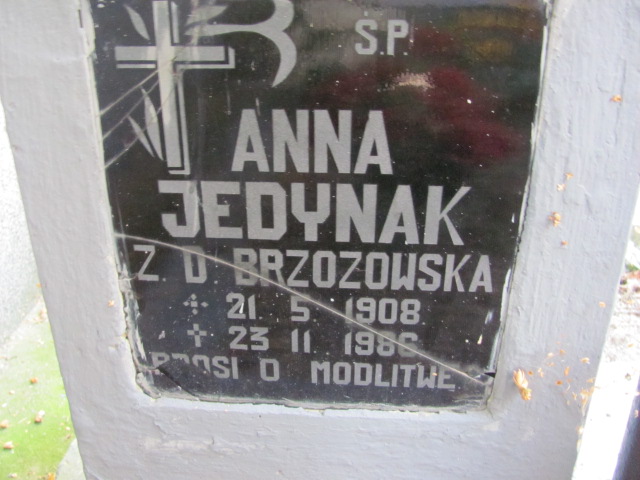 Ś.P.
ANNA
JEDYNAK
Z. D. BRZOZOWSKA
21 5 1908
23 11 1986
PROSI O MODLITWĘ